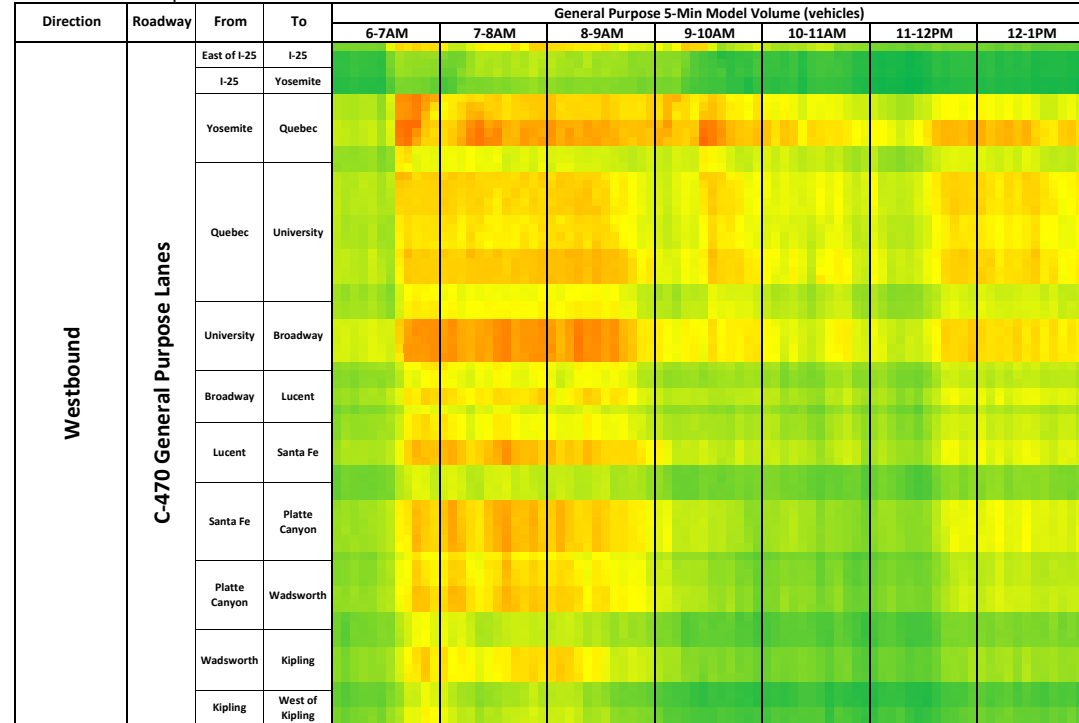 Direction Roadway From To General Purpose 5-Min Model Volume (vehicles)
6-7AM 7-8AM 8-9AM 9-10AM 10-11AM 11-12PM 12-1PM
Westbound
C-470 General Purpose Lanes
East of I-25 I-25
I-25 Yosemite
Yosemite Quebec
Quebec University
University Broadway
Broadway Lucent
Lucent Santa Fe
Santa Fe Platte
Canyon
Platte
Canyon Wadsworth
Wadsworth Kipling
Kipling West of
Kipling